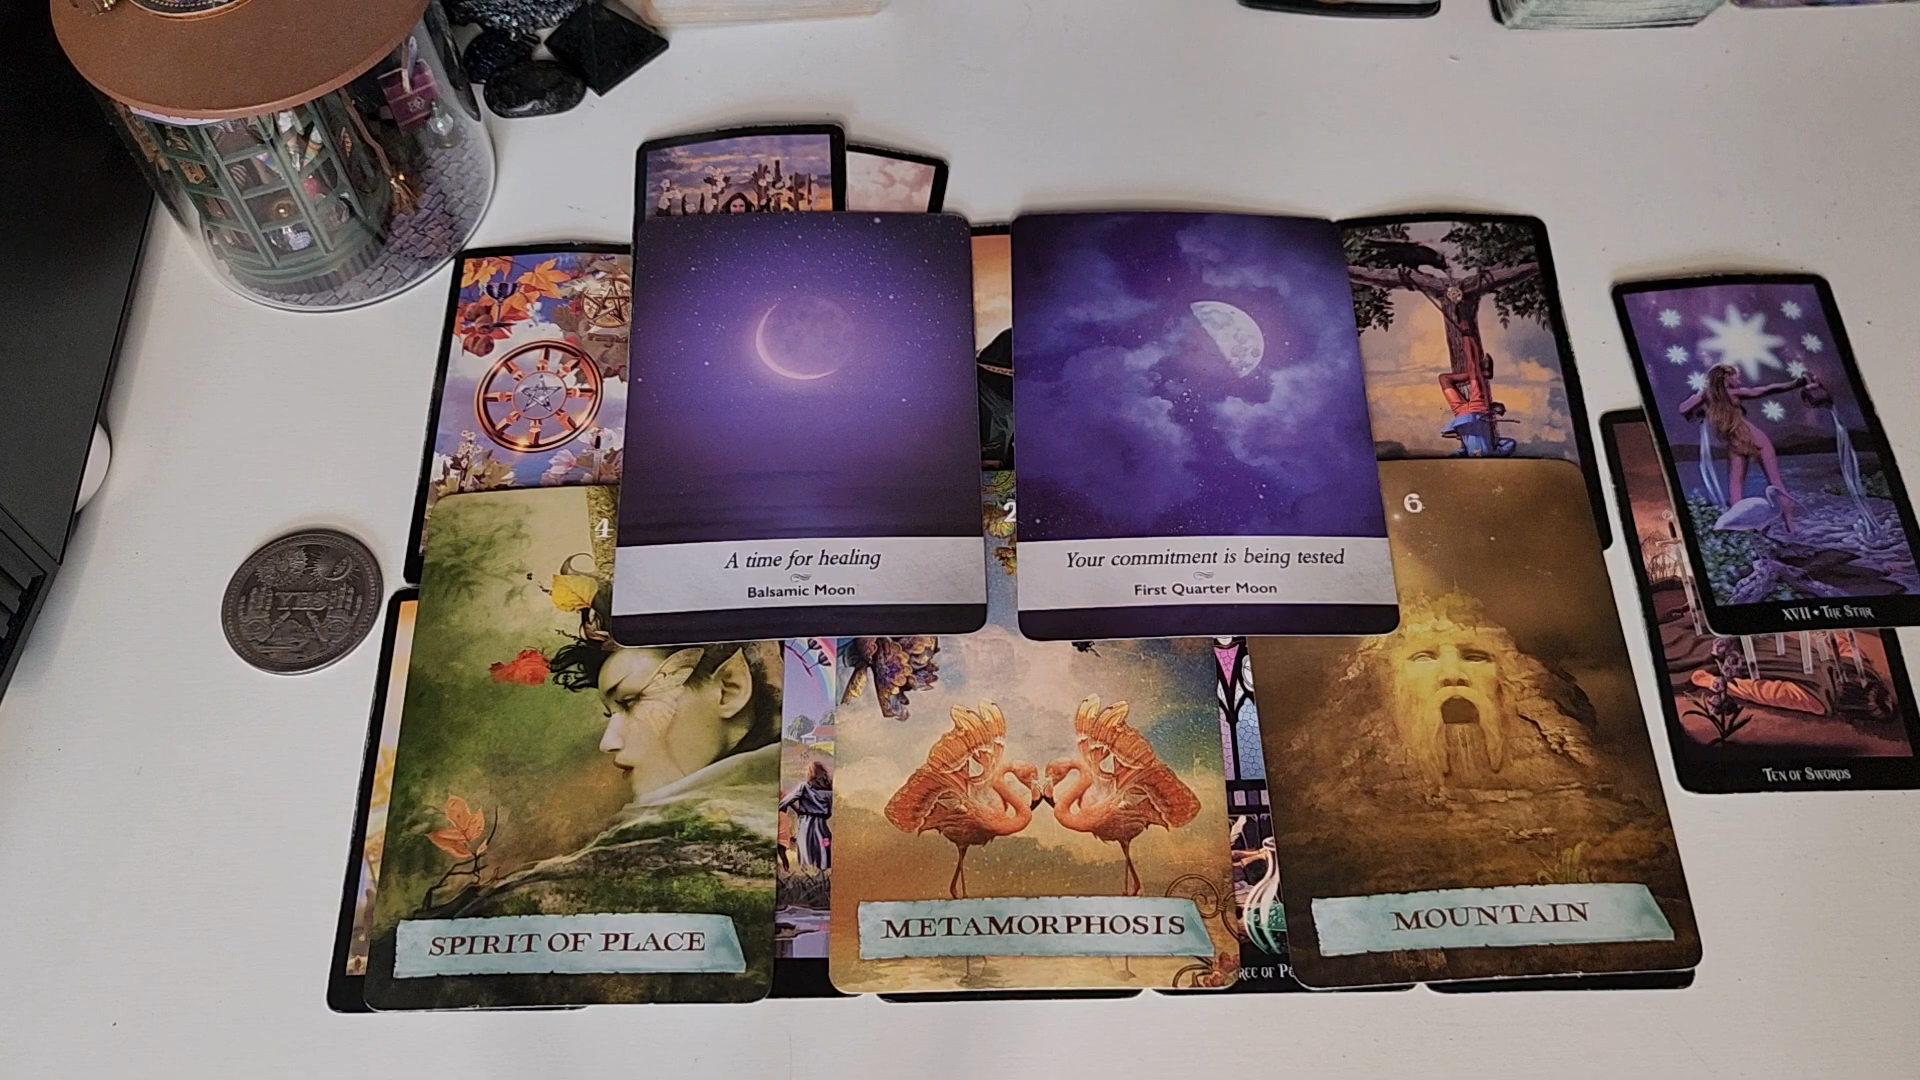 A time for healing
Balsamic Moon
Your commitment is being tested
First Quarter Moon
4
2
6
XVII • The Star
Ten of Swords
SPIRIT OF PLACE
METAMORPHOSIS
MOUNTAIN